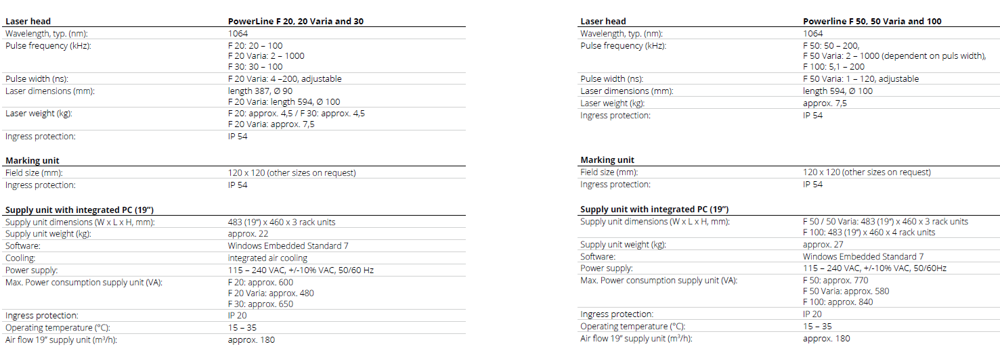 Laser head PowerLine F 20, 20 Varia and 30
Wavelength, typ. (nm): 1064
Pulse frequency (kHz): F 20: 20 – 100
F 20 Varia: 2 – 1000
F 30: 30 – 100
Pulse width (ns): F 20 Varia: 4 –200, adjustable
Laser dimensions (mm): length 387, Ø 90
F 20 Varia: length 594, Ø 100
Laser weight (kg): F 20: approx. 4,5 / F 30: approx. 4,5
F 20 Varia: approx. 7,5
Ingress protection: IP 54
Marking unit
Field size (mm): 120 x 120 (other sizes on request)
Ingress protection: IP 54
Supply unit with integrated PC (19”)
Supply unit dimensions (W x L x H, mm): 483 (19“) x 460 x 3 rack units
Supply unit weight (kg): approx. 22
Software: Windows Embedded Standard 7
Cooling: integrated air cooling
Power supply: 115 – 240 VAC, +/-10% VAC, 50/60 Hz
Max. Power consumption supply unit (VA): F 20: approx. 600
F 20 Varia: approx. 480
F 30: approx. 650
Ingress protection: IP 20
Operating temperature (°C): 15 – 35
Air flow 19” supply unit (m³/h): approx. 180
Laser head Powerline F 50, 50 Varia and 100
Wavelength, typ. (nm): 1064
Pulse frequency (kHz): F 50: 50 – 200,
F 50 Varia: 2 – 1000 (dependent on puls width),
F 100: 5,1 – 200
Pulse width (ns): F 50 Varia: 1 – 120, adjustable
Laser dimensions (mm): length 594, Ø 100
Laser weight (kg): approx. 7,5
Ingress protection: IP 54
Marking unit
Field size (mm): 120 x 120 (other sizes on request)
Ingress protection: IP 54
Supply unit with integrated PC (19”)
Supply unit dimensions (W x L x H, mm): F 50 / 50 Varia: 483 (19“) x 460 x 3 rack units
F 100: 483 (19“) x 460 x 4 rack units
Supply unit weight (kg): approx. 27
Software: Windows Embedded Standard 7
Power supply: 115 – 240 VAC, +/-10% VAC, 50/60Hz
Max. Power consumption supply unit (VA): F 50: approx. 770
F 50 Varia: approx. 580
F 100: approx. 840
Ingress protection: IP 20
Operating temperature (°C): 15 – 35
Air flow 19” supply unit (m³/h): approx. 180